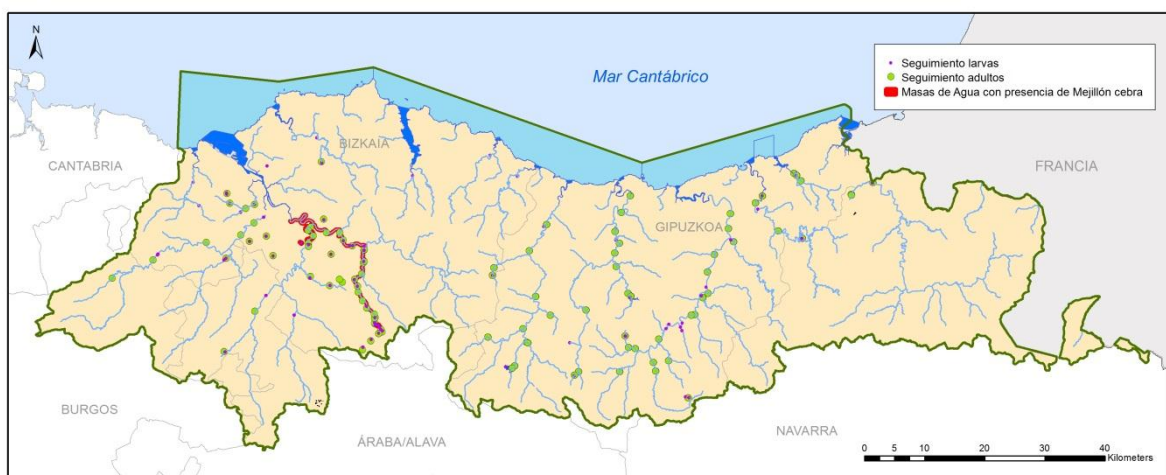 N
Mar Cantábrico
Seguimiento larvas
Seguimiento adultos
Masas de Agua con presencia de Mejillón cebra
CANTABRIA
BIZKAIA
FRANCIA
GIPUZKOA
BURGOS
ÁRABA/ALAVA
NAVARRA
0 5 10 20 30 40
Kilometers